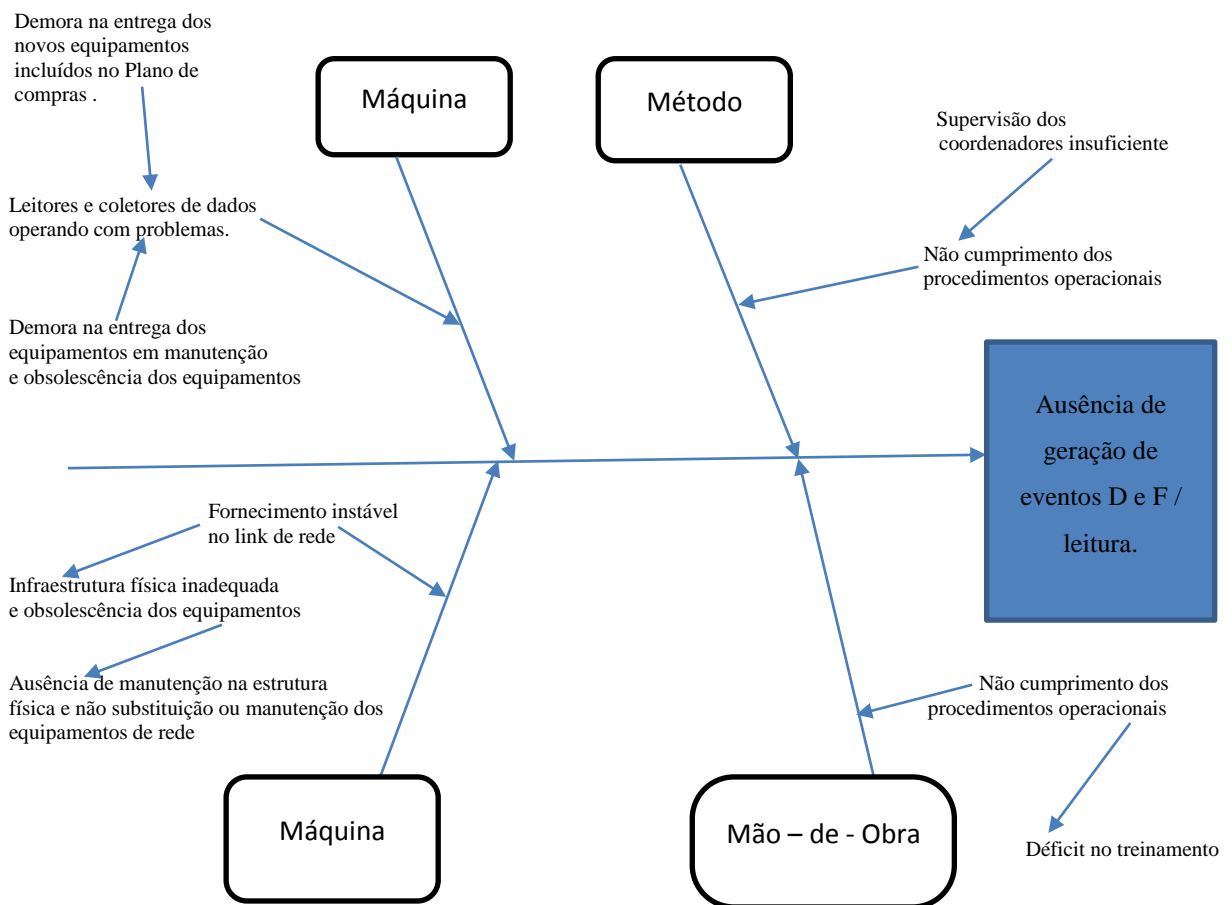 Demora na entrega dos
novos equipamentos
incluídos no Plano de
compras .
Máquina
Método
Supervisão dos
coordenadores insuficiente
Leitores e coletores de dados
operando com problemas.
Não cumprimento dos
procedimentos operacionais
Demora na entrega dos
equipamentos em manutenção
e obsolescência dos equipamentos
Ausência de
geração de
eventos D e F /
leitura.
Fornecimento instável
no link de rede
Infraestrutura física inadequada
e obsolescência dos equipamentos
Ausência de manutenção na estrutura
física e não substituição ou manutenção dos
equipamentos de rede
Não cumprimento dos
procedimentos operacionais
Máquina
Mão – de - Obra
Déficit no treinamento